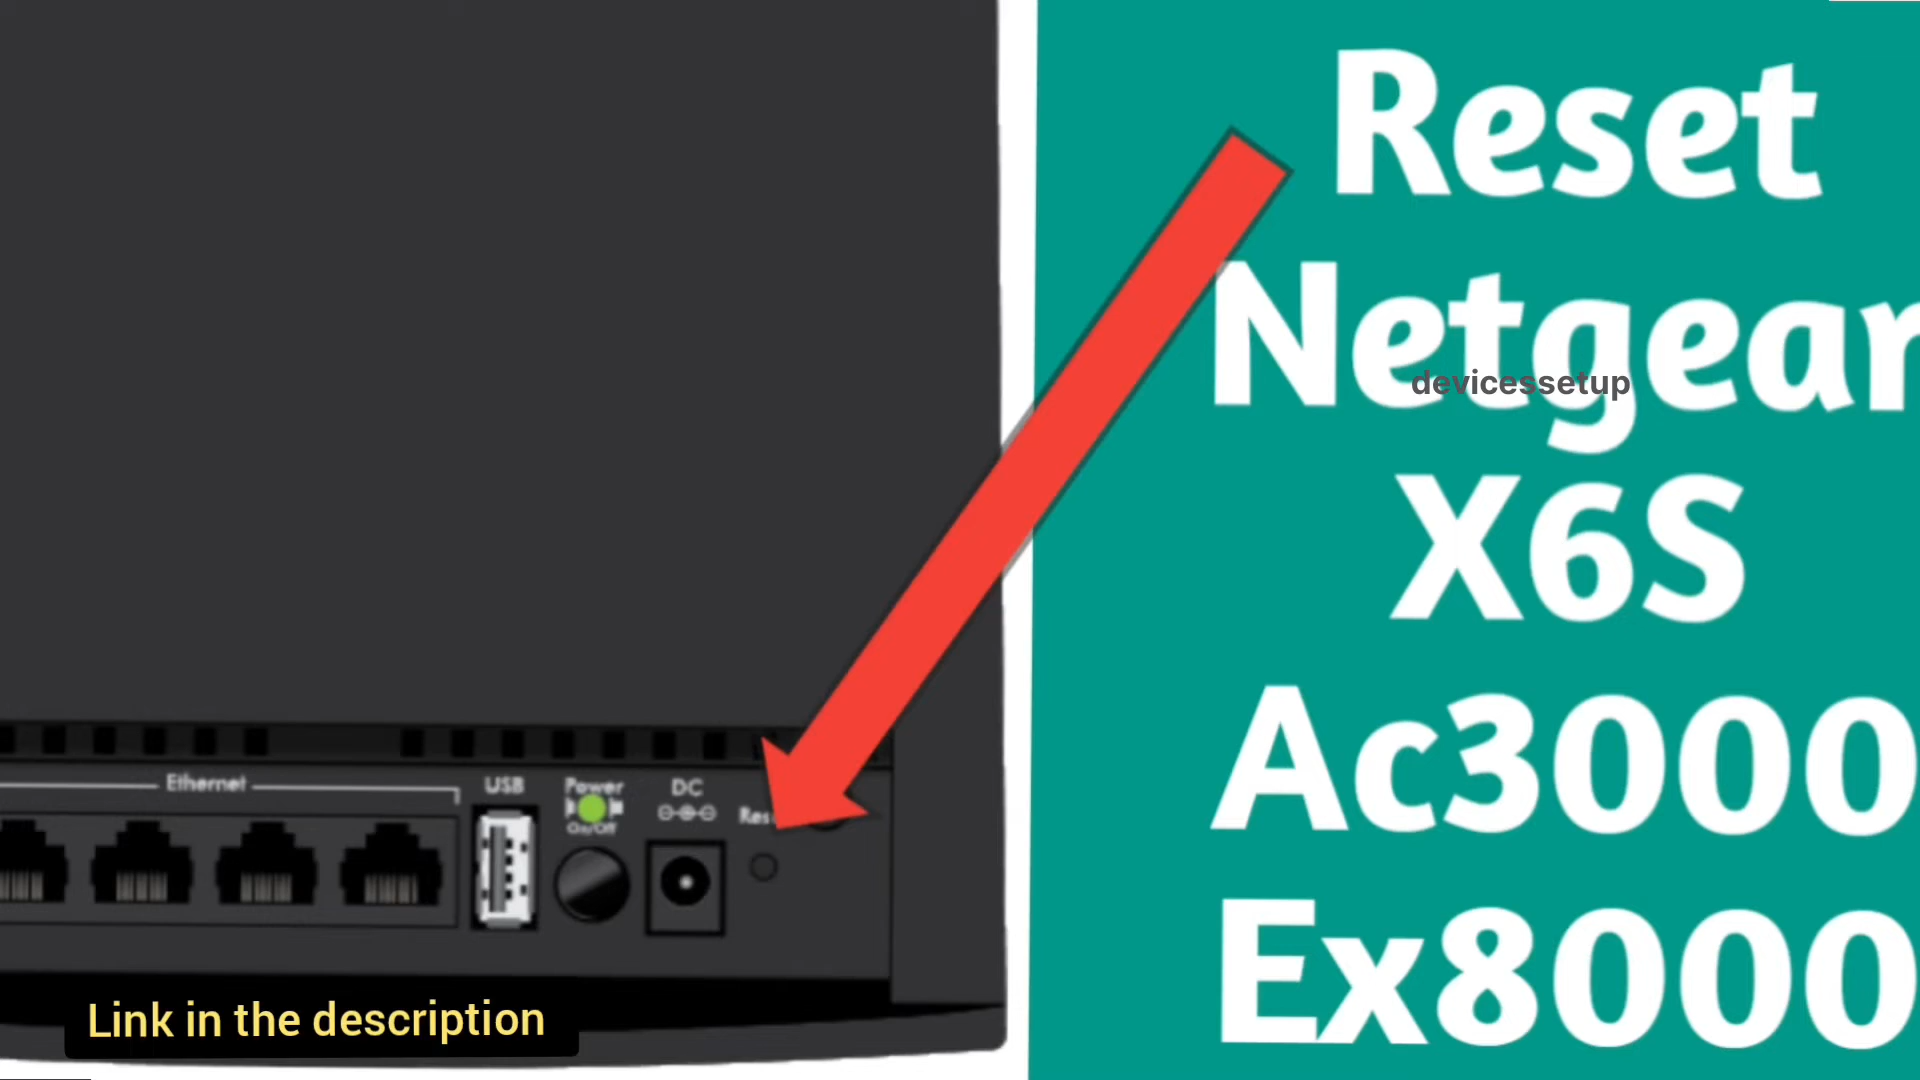 Reset
Netgear
devicessetup
X6S
Ac3000
Ex8000
Ethernet
USB
Power
On/Off
DC
Link in the description